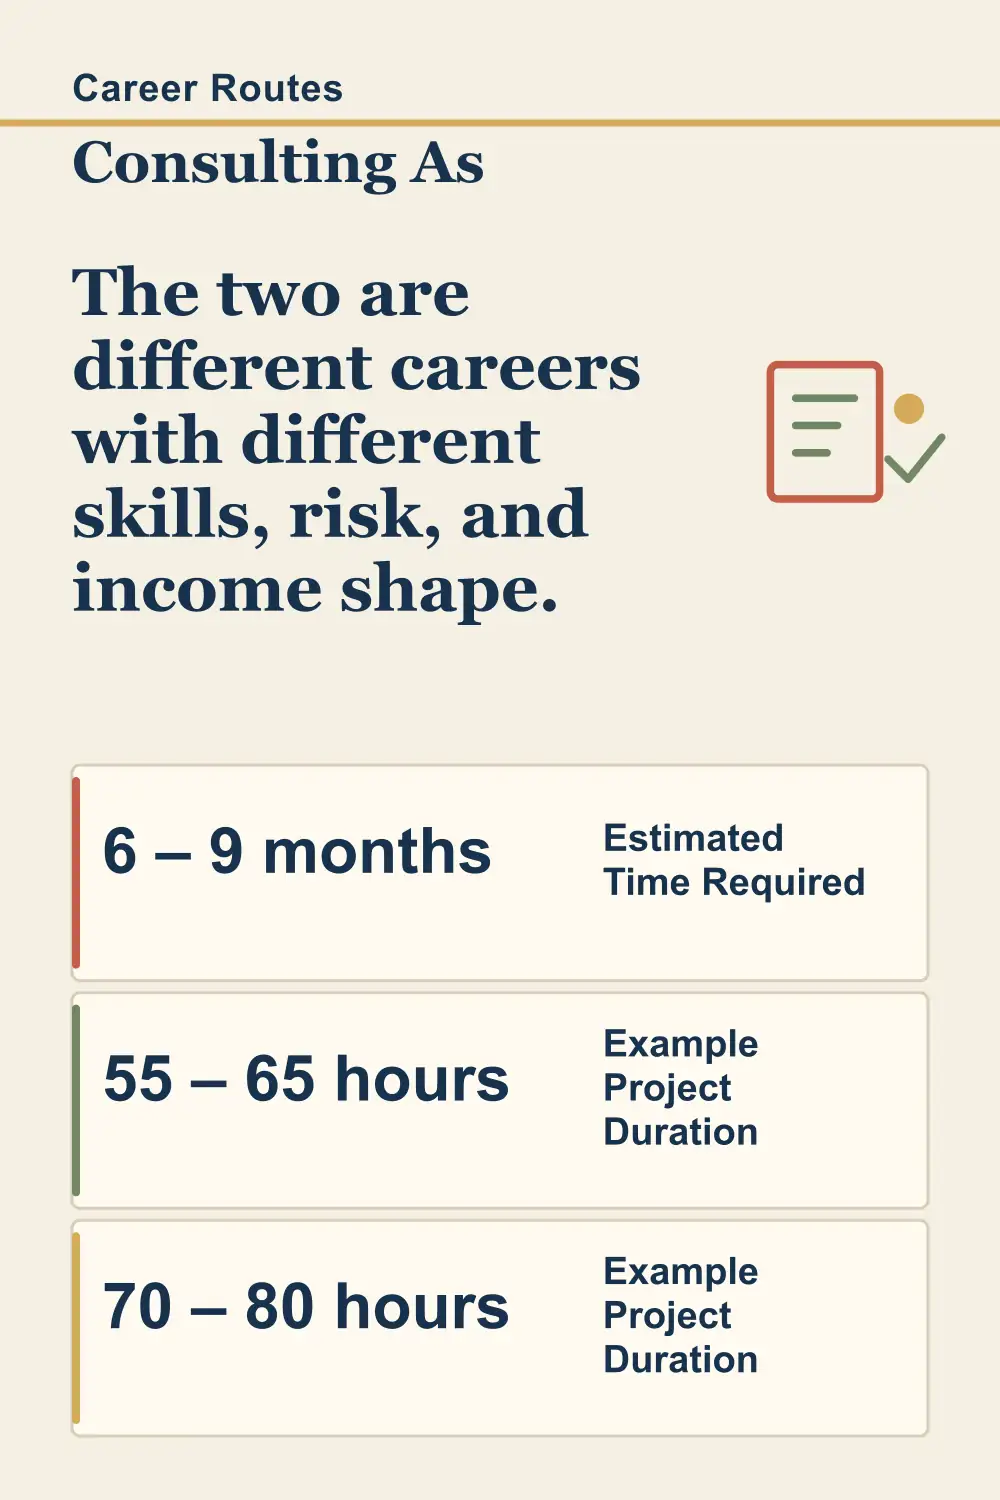 Career Routes
Consulting As
The two are
different careers
with different
skills, risk, and
income shape.
6 – 9 months
Estimated
Time Required
55 – 65 hours
Example
Project
Duration
70 – 80 hours
Example
Project
Duration